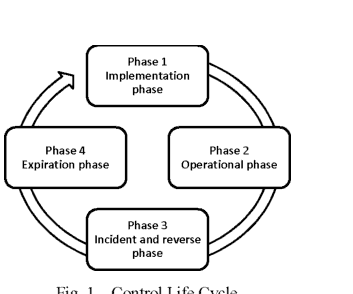 Phase 1
Implementation
phase
Phase 2
Operational phase
Phase 3
Incident and reverse
phase
Phase 4
Expiration phase
Fig. 1 Control Life Cycle